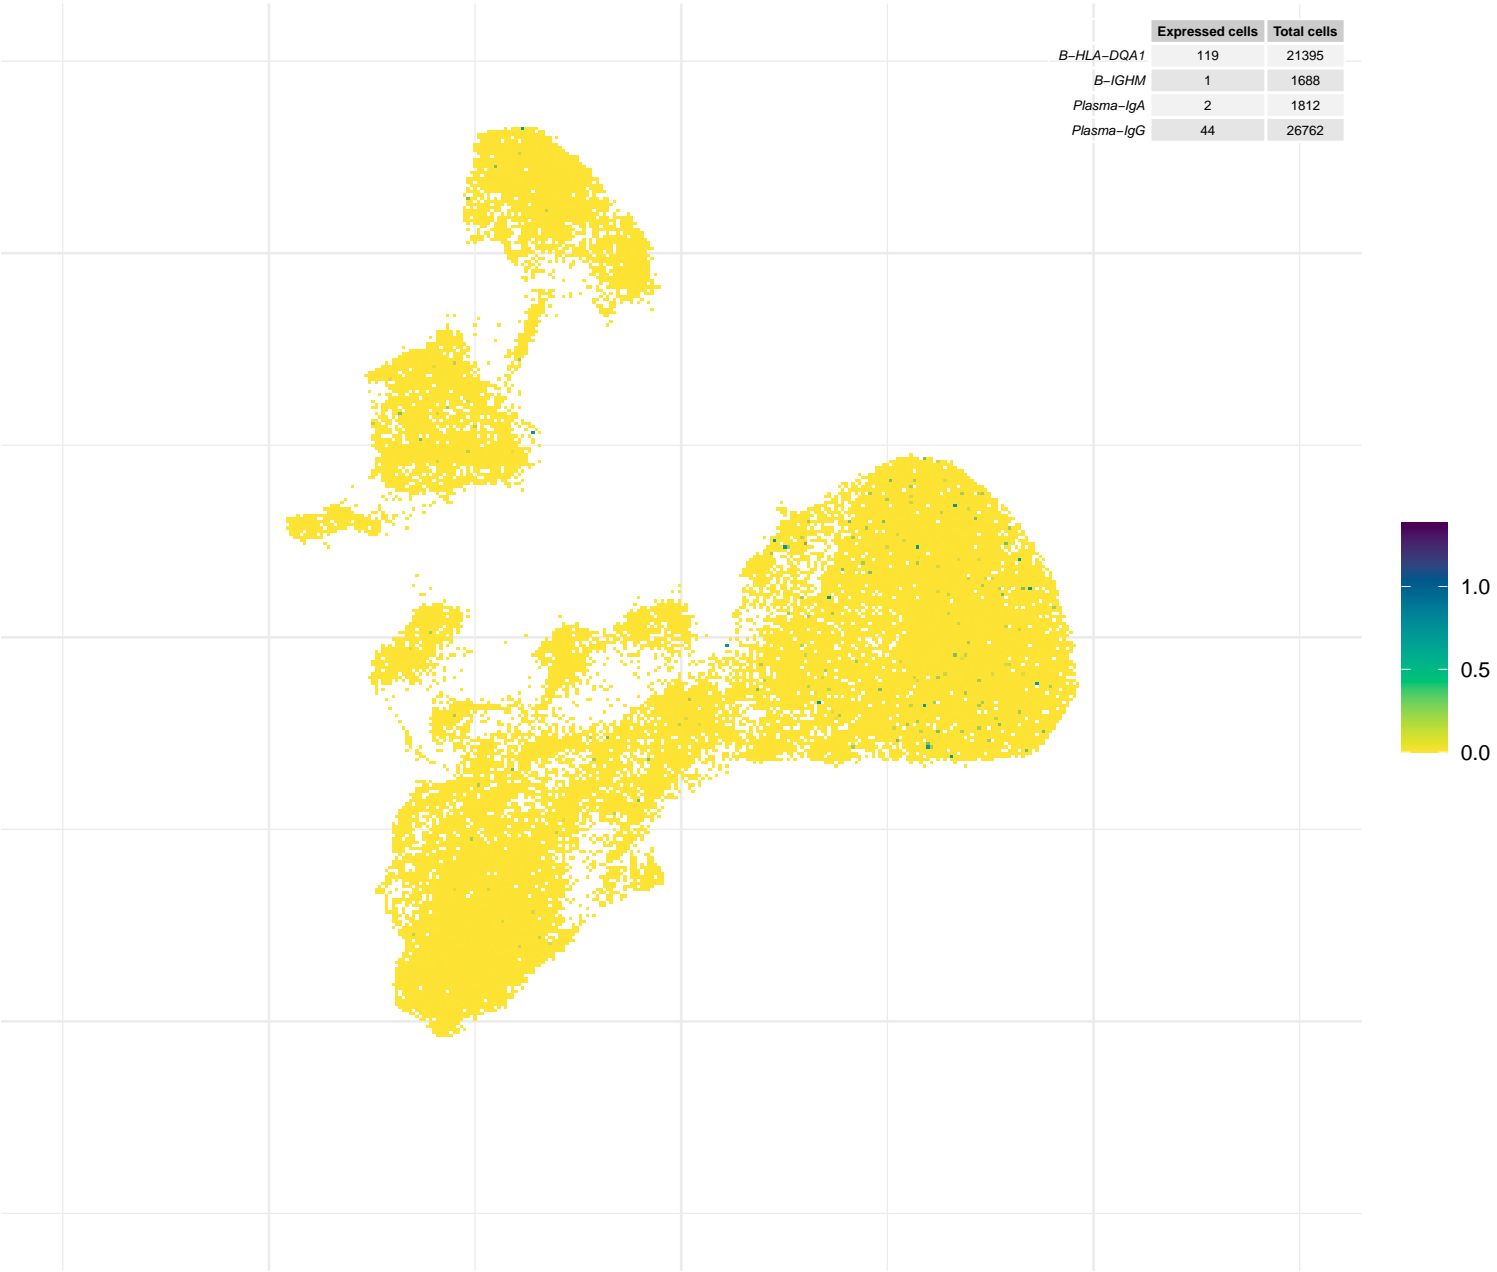 Expressed cells Total cells
B−HLA−DQA1 119 21395
B−IGHM 1 1688
Plasma−IgA 2 1812
Plasma−IgG 44 26762
1.0
0.5
0.0